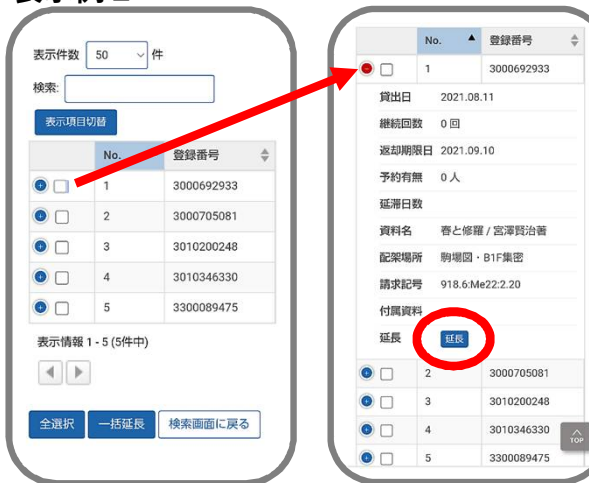 表示件数 50 件
検索:
表示項目切替
No. 登録番号
1 3000692933
2 3000705081
3 3010200248
4 3010346330
5 3300089475
表示情報 1 - 5 (5件中)
全選択 一括延長 検索画面に戻る
No. 登録番号
1 3000692933
貸出日 2021.08.11
継続回数 0 回
返却期限日 2021.09.10
予約有無 0 人
延滞日数
資料名 春と修羅 / 宮澤賢治著
配架場所 駒場図・B1F集密
請求記号 918.6:Me22:2.20
付属資料
延長 延長
2 3000705081
3 3010200248
4 3010346330
TOP
5 3300089475